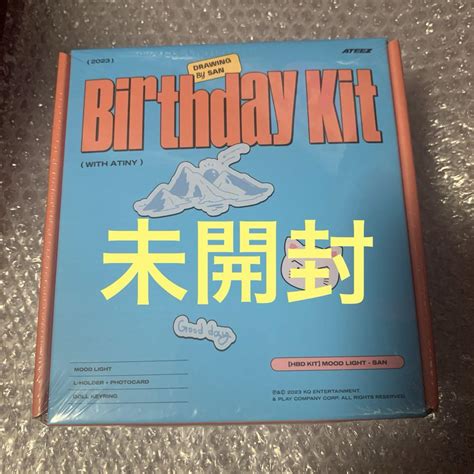 (2023)
DRAWING
By SAN
ATEEZ
Birthday Kit
(WITH ATINY)
未開封
Good day
MOOD LIGHT
L-HOLDER + PHOTOCARD
DOLL KEYRING
[HBD KIT] MOOD LIGHT - SAN
℗&© 2023 KQ ENTERTAINMENT
& PLAY COMPANY CORP. ALL RIGHTS RESERVED.